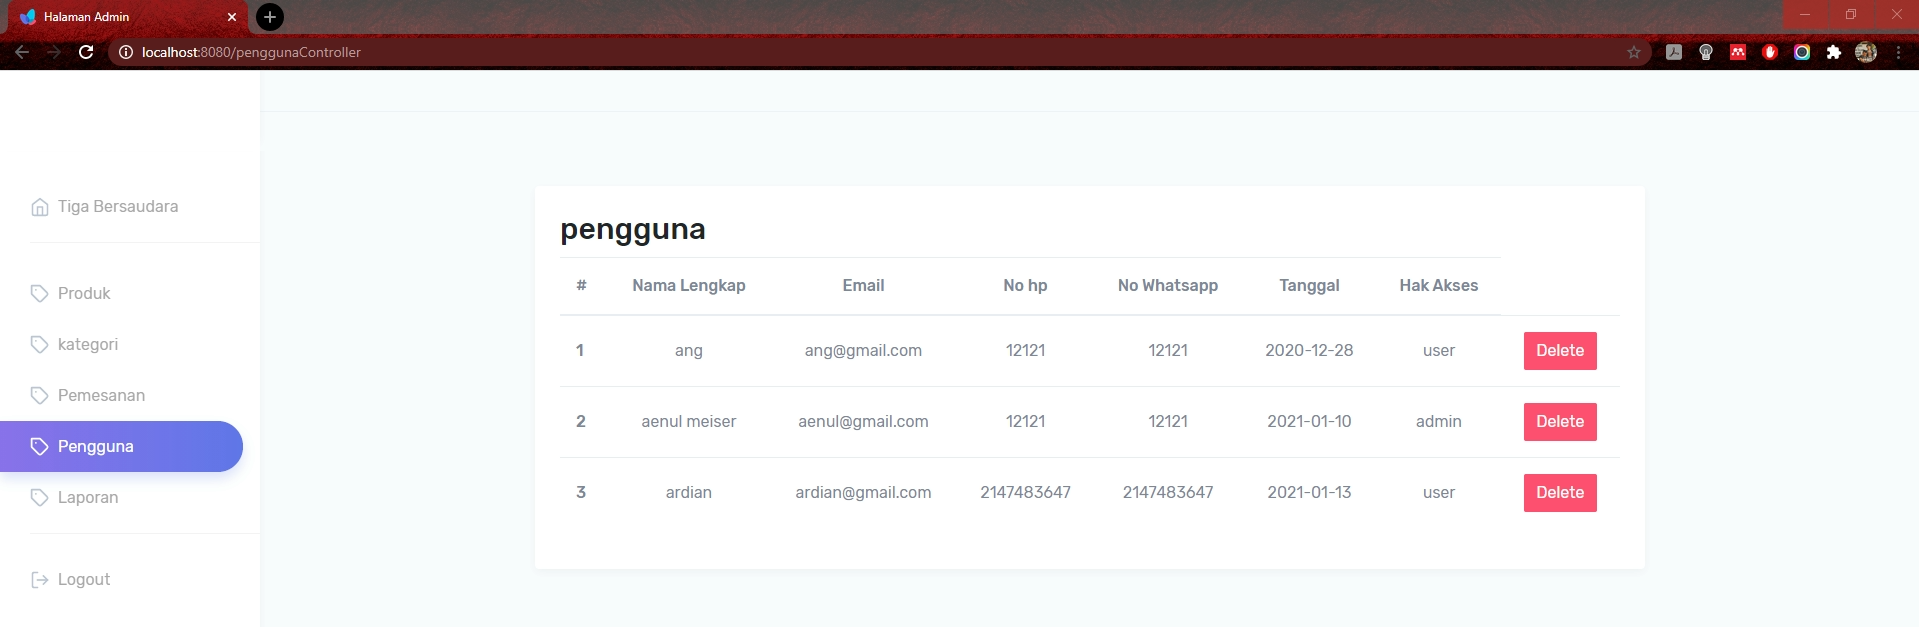 Halaman Admin
localhost:8080/penggunaController
Tiga Bersaudara
Produk
kategori
Pemesanan
Pengguna
Laporan
Logout
pengguna
# Nama Lengkap Email No hp No Whatsapp Tanggal Hak Akses
1 ang ang@gmail.com 12121 12121 2020-12-28 user Delete
2 aenul meiser aenul@gmail.com 12121 12121 2021-01-10 admin Delete
3 ardian ardian@gmail.com 2147483647 2147483647 2021-01-13 user Delete